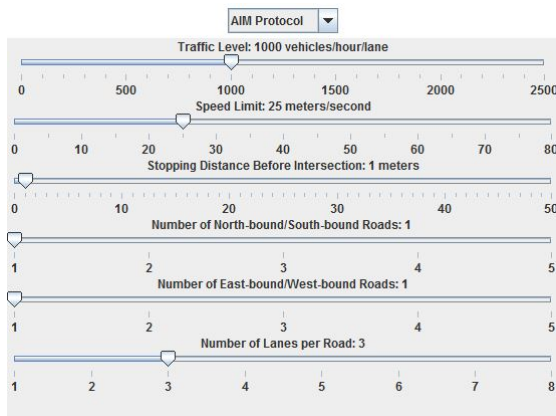 AIM Protocol
Traffic Level: 1000 vehicles/hour/lane
0 500 1000 1500 2000 2500
Speed Limit: 25 meters/second
0 10 20 30 40 50 60 70 80
Stopping Distance Before Intersection: 1 meters
0 10 20 30 40 50
Number of North-bound/South-bound Roads: 1
1 2 3 4 5
Number of East-bound/West-bound Roads: 1
1 2 3 4 5
Number of Lanes per Road: 3
1 2 3 4 5 6 7 8